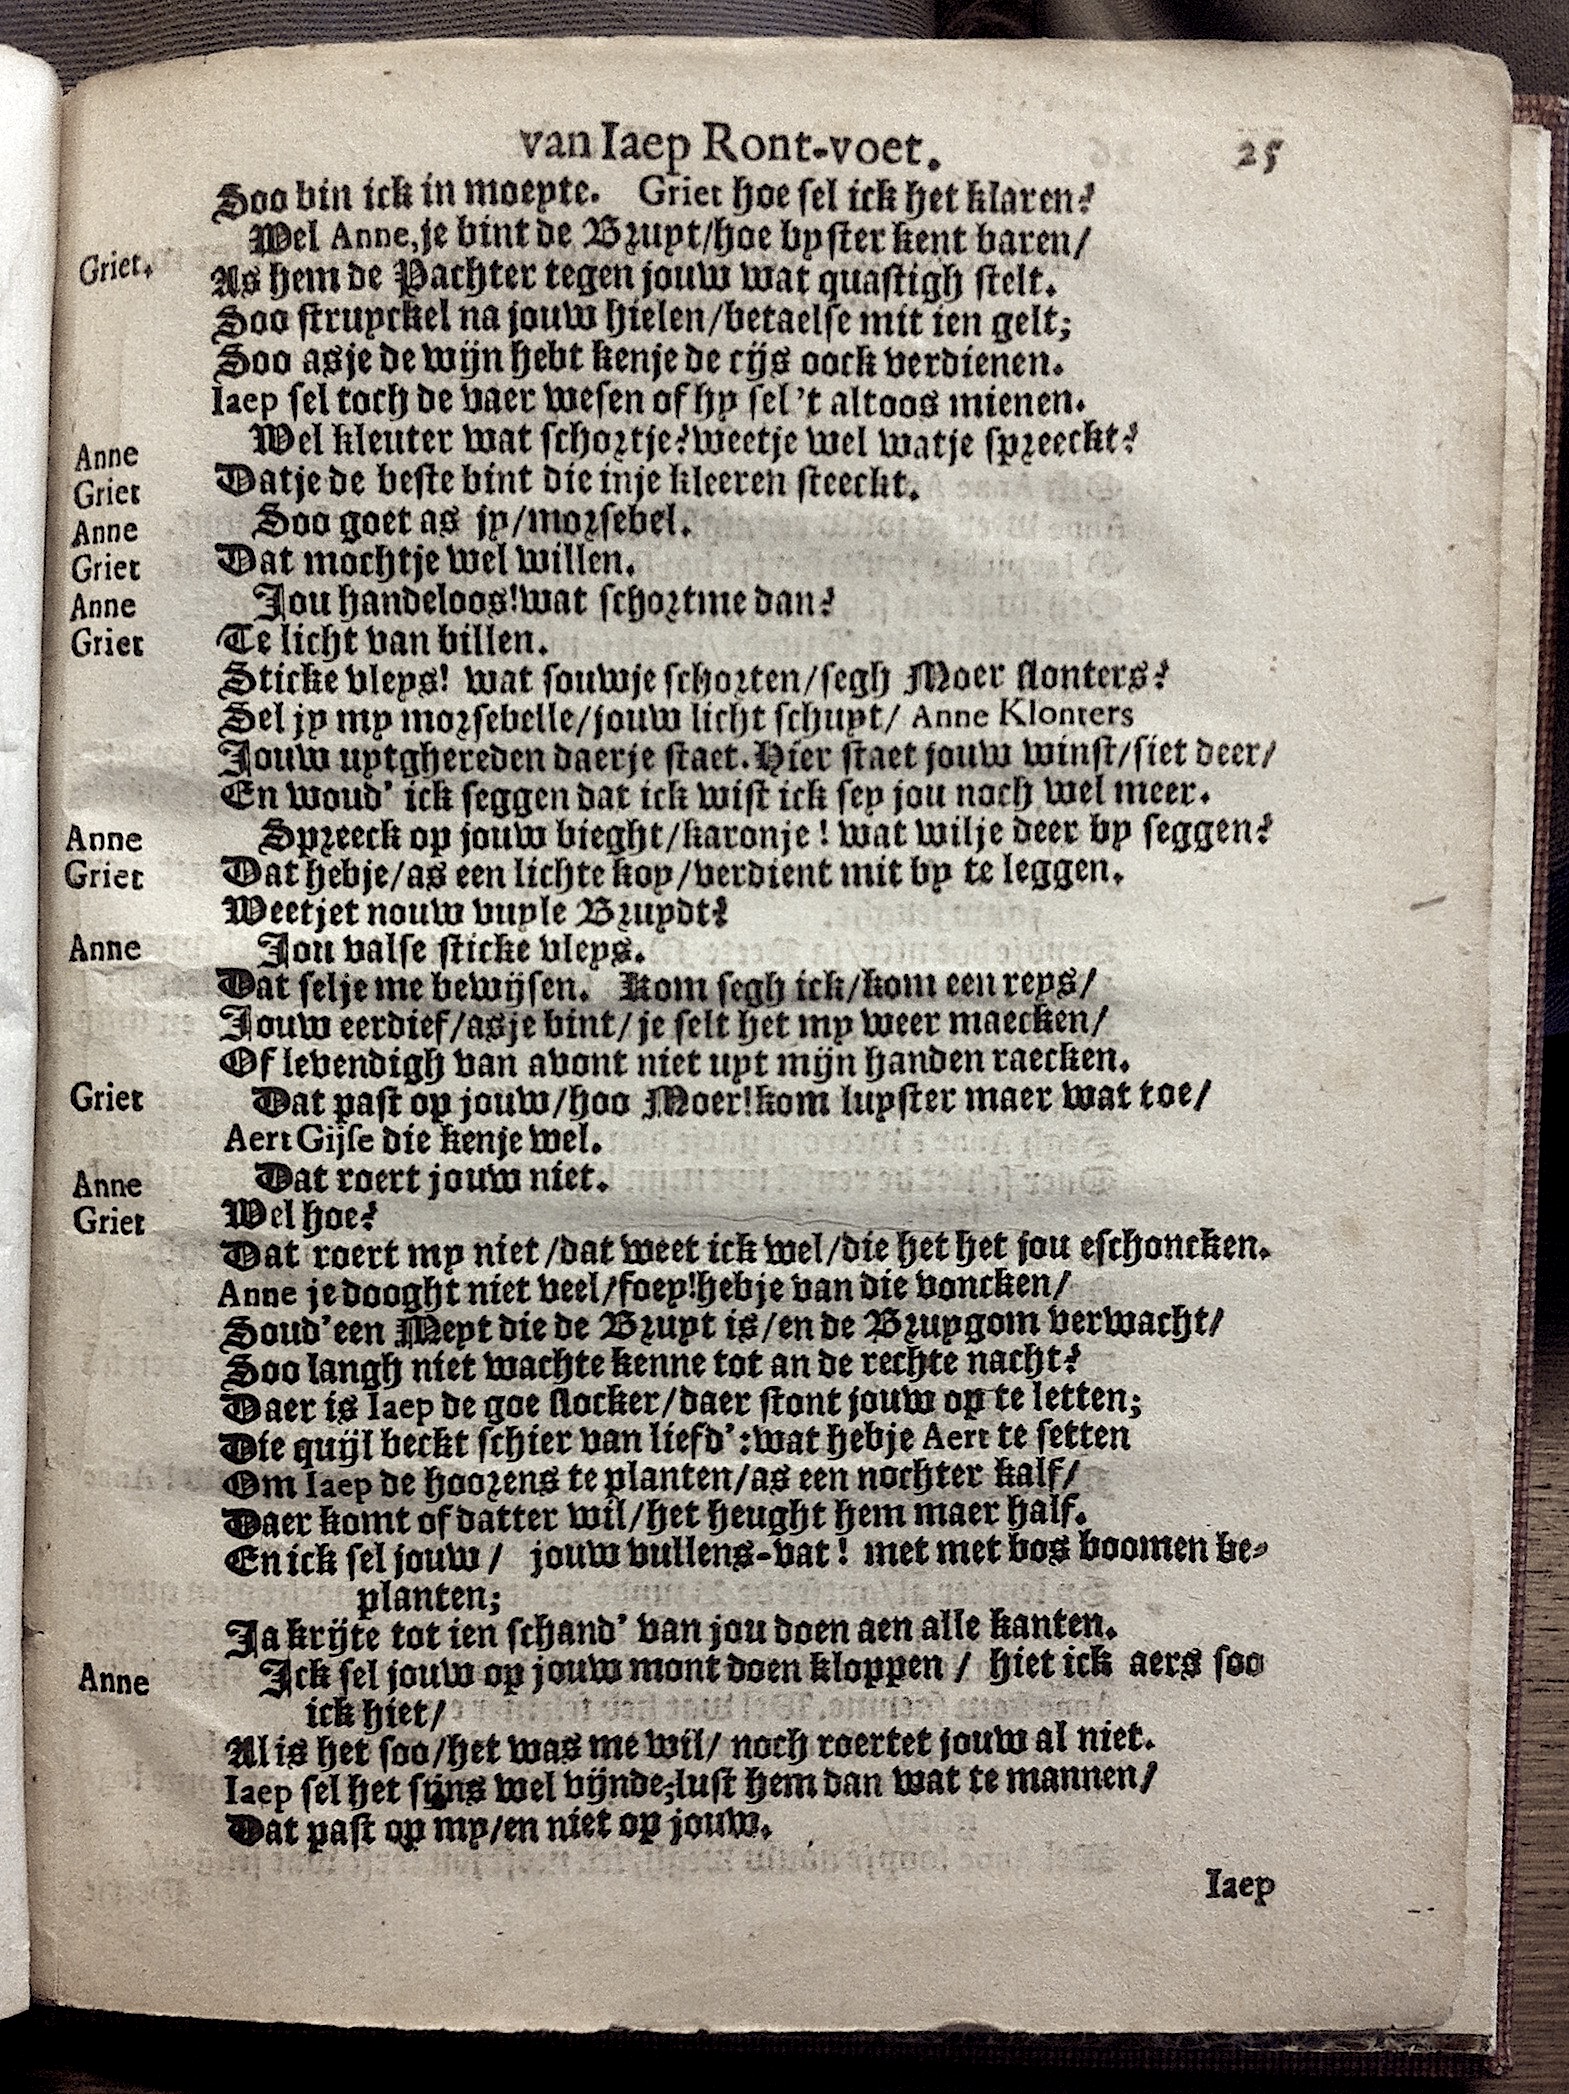 van Iaep Ront-voet. 25
Soo bin ick in moeyte. Griet hoe sel ick het klaren?
Griet. Wel Anne, je bint de Bruyt/hoe byster kent baren/
As hem de Pachter tegen jouw wat quastigh stelt.
Soo struyckel na jouw hielen/betaelse mit ien gelt;
Soo asje de wijn hebt kenje de rijs oock verdienen.
Iaep sel toch de vaer wesen of hy sel 't altoos mienen.
Anne Wel kleuter wat schortje? weetje wel watje spreeckt?
Griet Datje de beste bint die inje kleeren steeckt.
Anne Soo goet as jy/morsebel.
Griet Dat mochtje wel willen.
Anne Jou handeloos! wat schortme dan?
Griet Te licht van billen.
Sticke vleys! wat souwje schorten/segh Moer slonters?
Sel jy my morsebelle/jouw licht schuyt/ Anne Klonters
Jouw uytghereden daerje staet. Hier staet jouw winst/siet deer/
En woud' ick seggen dat ick wist ick sey jou noch wel meer.
Anne Spreeck op jouw bieght/karonje! wat wilje deer by seggen?
Griet Dat hebje/as een lichte koy/verdient mit by te leggen.
Weetjet nouw vuyle Bruydt?
Anne Jou valse sticke vleys.
Dat selje me bewijsen. Kom segh ick/kom een reys/
Jouw eerdief/asje bint/je selt het my weer maecken/
Of levendigh van avont niet uyt mijn handen raecken.
Griet Dat past op jouw/hoo Moer! kom luyster maer wat toe/
Aert Gijse die kenje wel.
Anne Dat roert jouw niet.
Griet Wel hoe?
Dat roert my niet/dat weet ick wel/die het het jou eschoncken.
Anne je dooght niet veel/foey! hebje van die voncken/
Soud' een Meyt die de Bruyt is/en de Bruygom verwacht/
Soo langh niet wachte kenne tot an de rechte nacht?
Daer is Iaep de goe slocker/daer stont jouw op te letten;
Die quijl beckt schier van liefd': wat hebje Aert te setten
Om Iaep de hoorens te planten/as een nochter kalf/
Daer komt of datter wil/het heught hem maer half.
En ick sel jouw/ jouw vullens-vat! met met bos boomen be-
planten;
Ja krijte tot ien schand' van jou doen aen alle kanten.
Anne Ick sel jouw op jouw mont doen kloppen / hiet ick aers soo
ick hiet/
Al is het soo/het was me wil/ noch roertet jouw al niet.
Iaep sel het sijns wel vijnde; lust hem dan wat te mannen/
Dat past op my/en niet op jouw.
Iaep